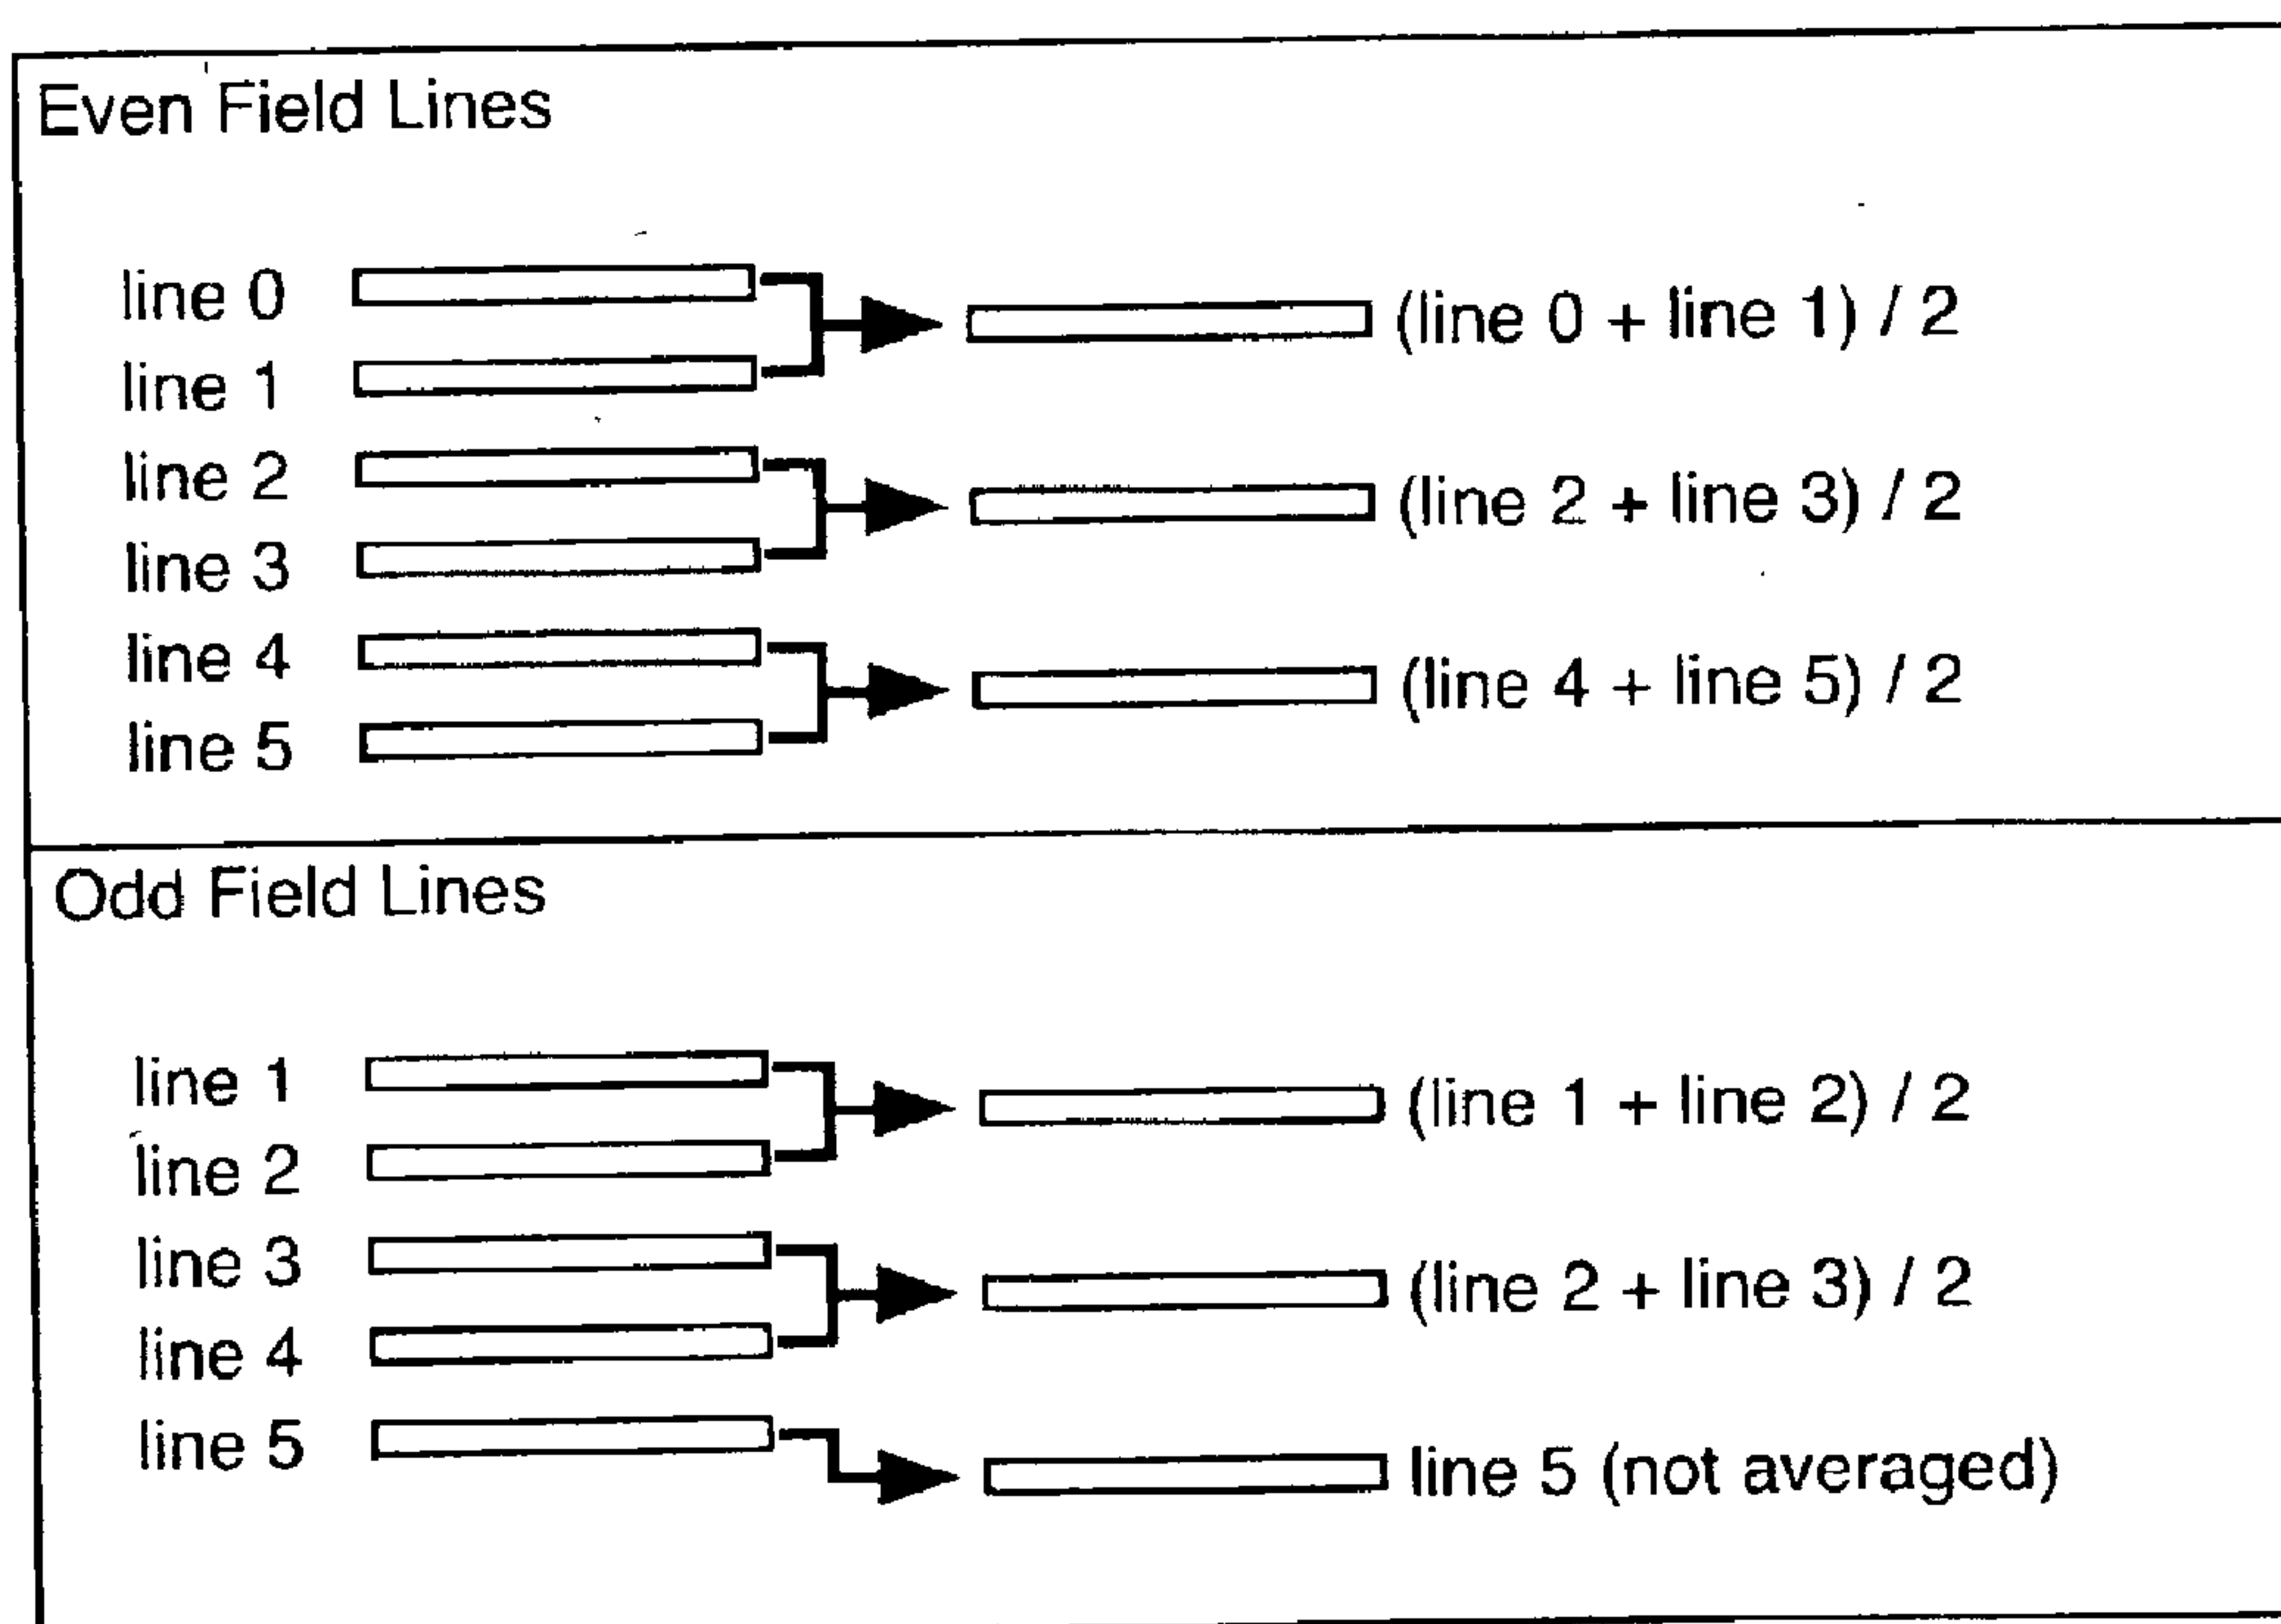 Even Field Lines
line 0
(line 0 + line 1) / 2
line 1
line 2
(line 2 + line 3) / 2
line 3
line 4
(line 4 + line 5) / 2
line 5
Odd Field Lines
line 1
(line 1 + line 2) / 2
line 2
line 3
(line 2 + line 3) / 2
line 4
line 5
line 5 (not averaged)